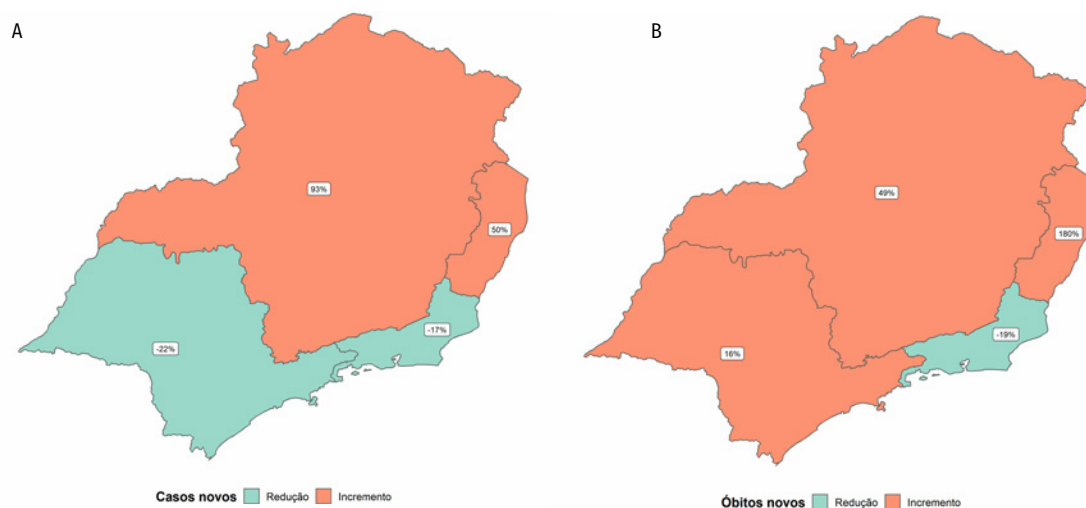 A
B
93%
50%
-17%
-22%
Casos novos Redução Incremento
49%
180%
-19%
16%
Óbitos novos Redução Incremento